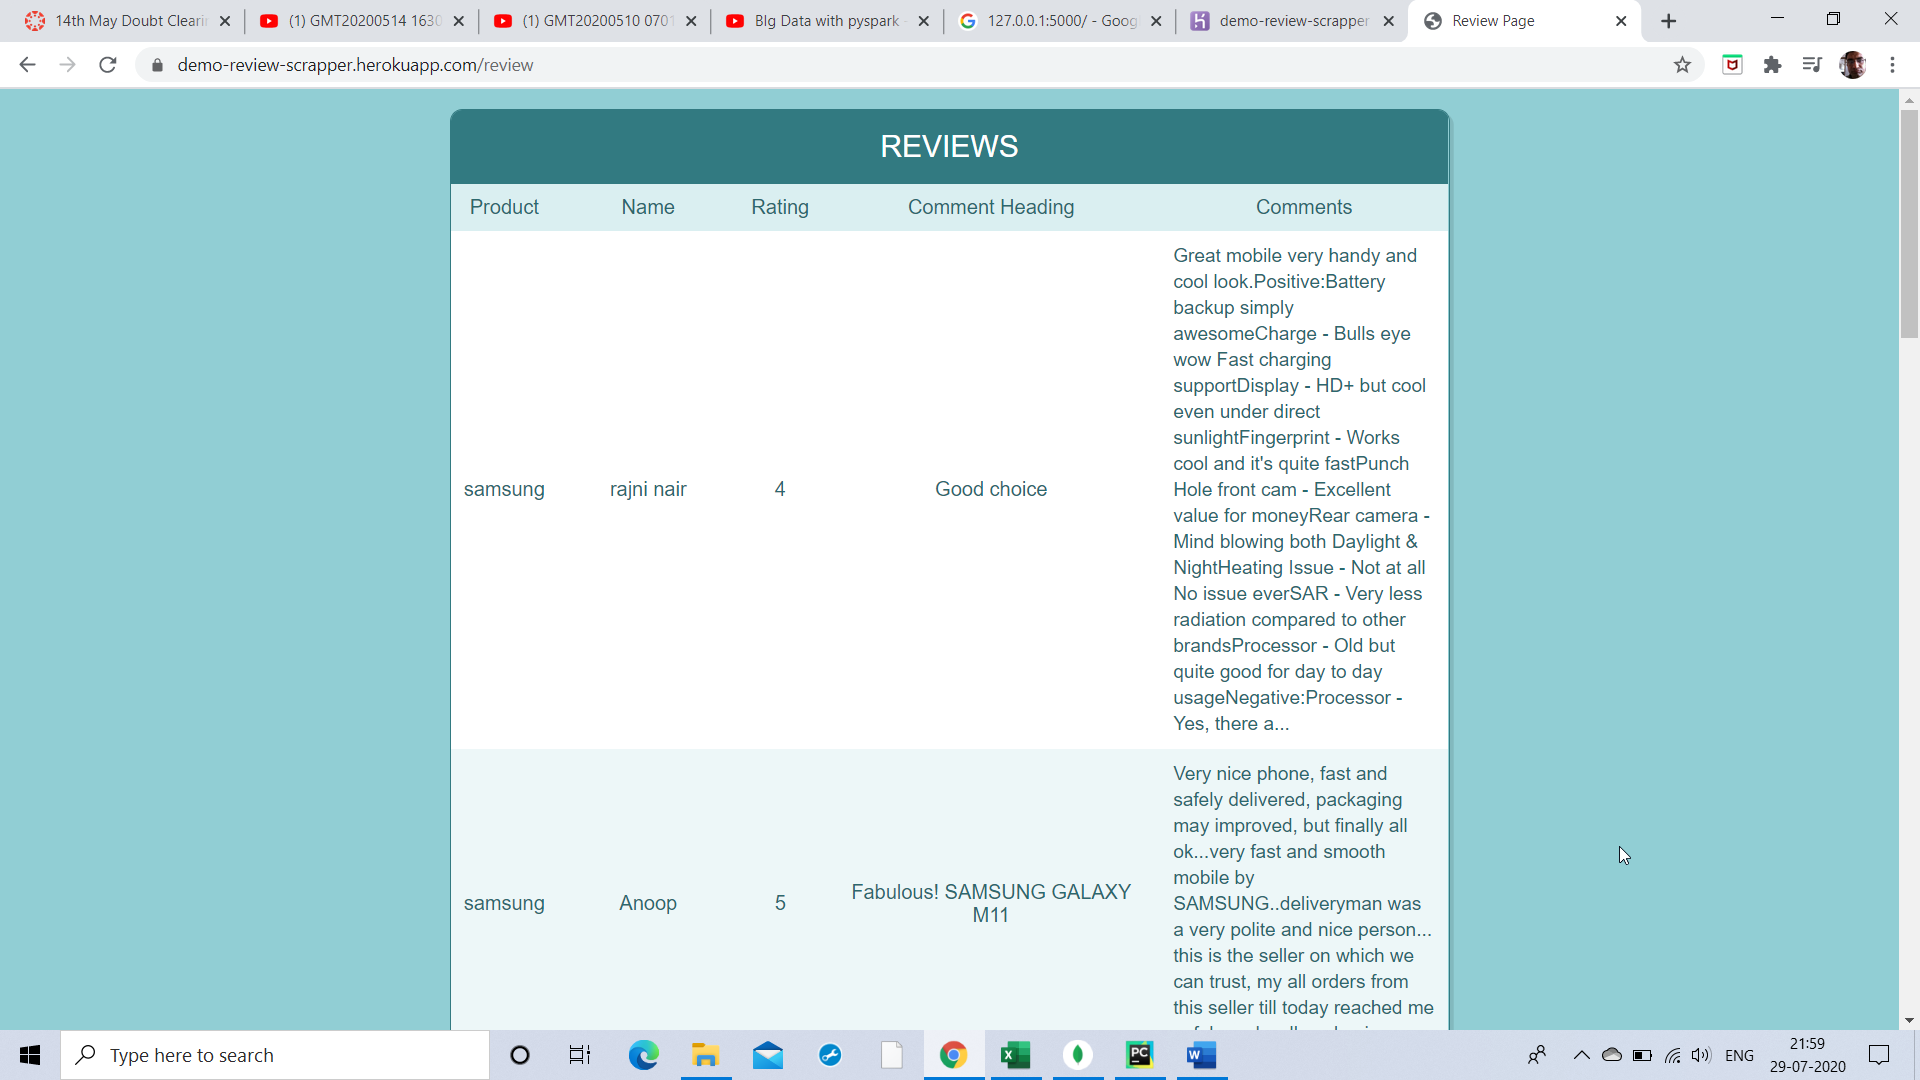 14th May Doubt Cleari
(1) GMT20200514 1630
(1) GMT20200510 0701
BIg Data with pyspark
127.0.0.1:5000/ - Goog
demo-review-scrapper
Review Page
demo-review-scrapper.herokuapp.com/review
REVIEWS
Product Name Rating Comment Heading Comments
Great mobile very handy and
cool look.Positive:Battery
backup simply
awesomeCharge - Bulls eye
wow Fast charging
supportDisplay - HD+ but cool
even under direct
sunlightFingerprint - Works
cool and it's quite fastPunch
samsung rajni nair 4 Good choice
Hole front cam - Excellent
value for moneyRear camera -
Mind blowing both Daylight &
NightHeating Issue - Not at all
No issue everSAR - Very less
radiation compared to other
brandsProcessor - Old but
quite good for day to day
usageNegative:Processor -
Yes, there a...
Very nice phone, fast and
safely delivered, packaging
may improved, but finally all
ok...very fast and smooth
mobile by
samsung Anoop 5 Fabulous! SAMSUNG GALAXY
M11
SAMSUNG..deliveryman was
a very polite and nice person...
this is the seller on which we
can trust, my all orders from
this seller till today reached me
Type here to search
ENG
21:59
29-07-2020